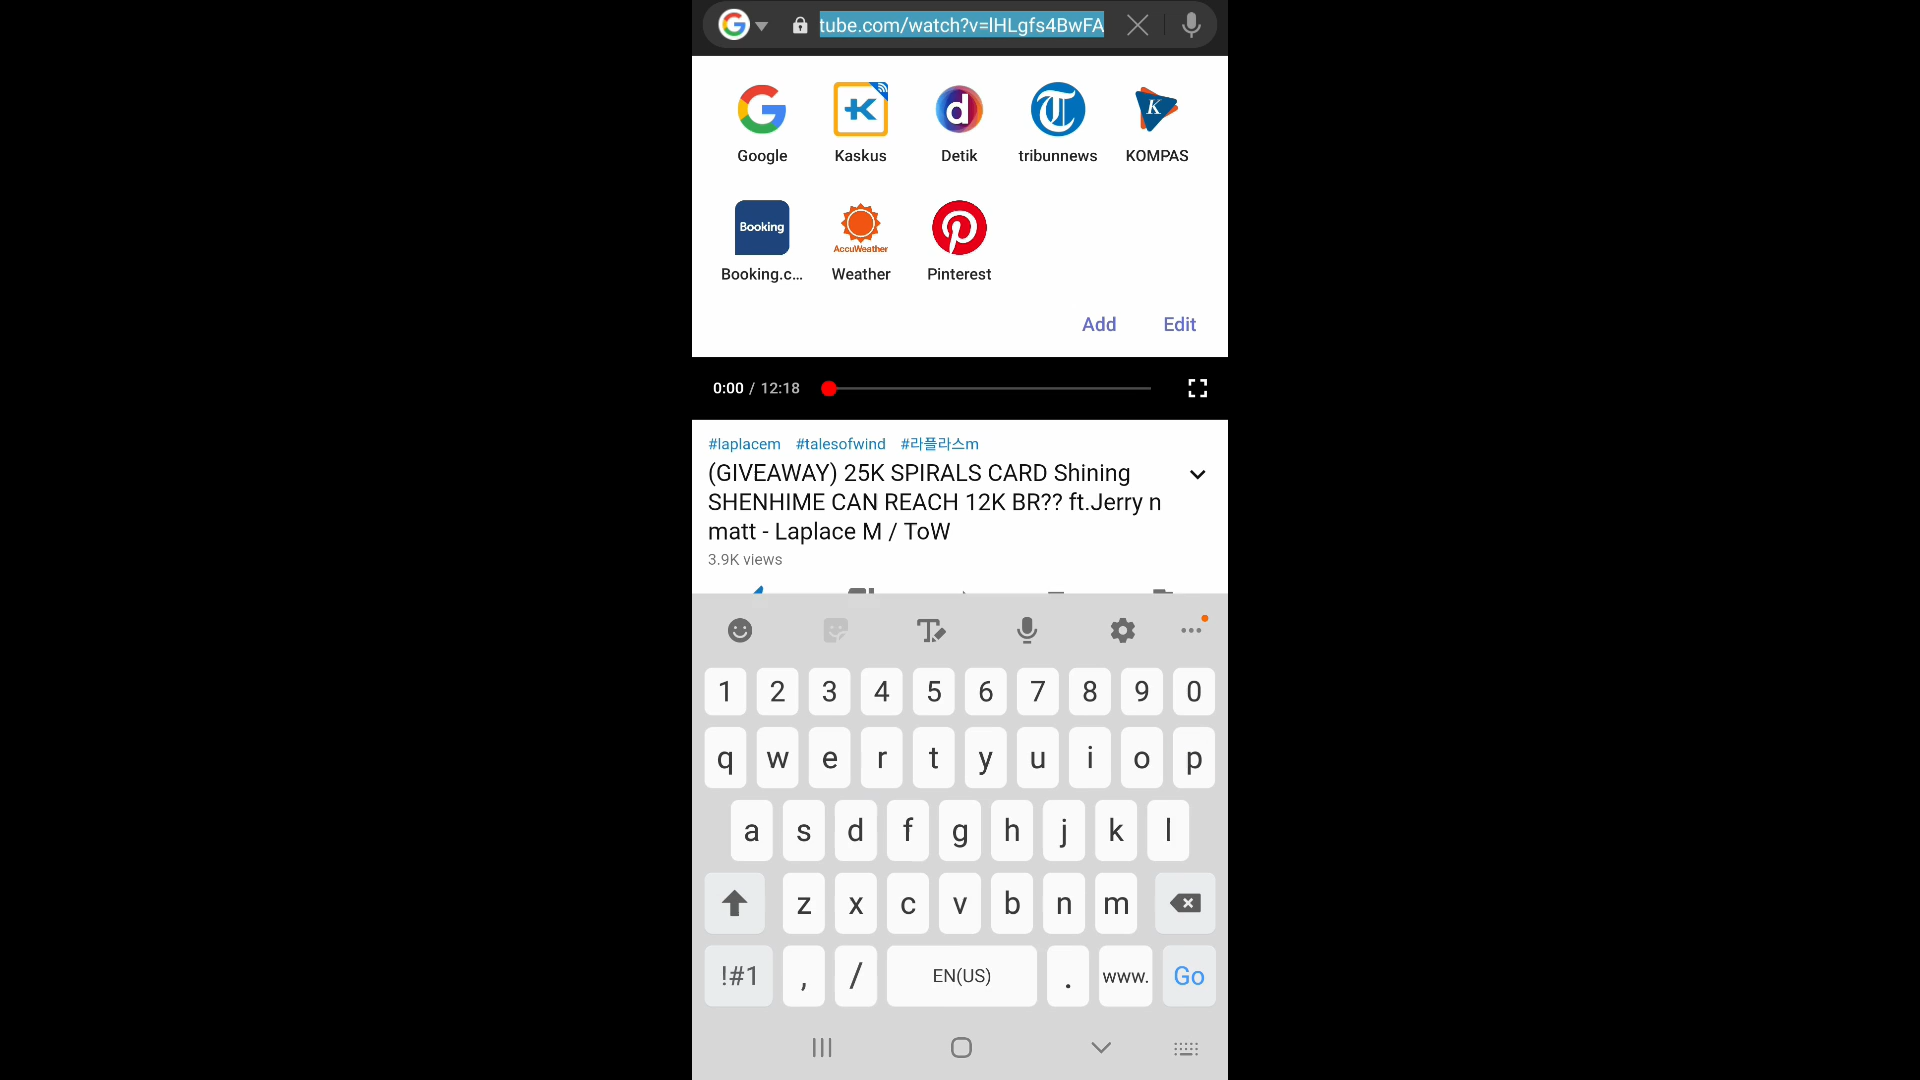 tube.com/watch?v=lHLgfs4BwFA
Google Kaskus Detik tribunnews KOMPAS
Booking
AccuWeather
Booking.c... Weather Pinterest
Add Edit
0:00 / 12:18
#laplacem #talesofwind #라플라스m
(GIVEAWAY) 25K SPIRALS CARD Shining
SHENHIME CAN REACH 12K BR?? ft.Jerry n
matt - Laplace M / ToW
3.9K views
1 2 3 4 5 6 7 8 9 0
q w e r t y u i o p
a s d f g h j k l
z x c v b n m
!#1 , / EN(US) . www. Go